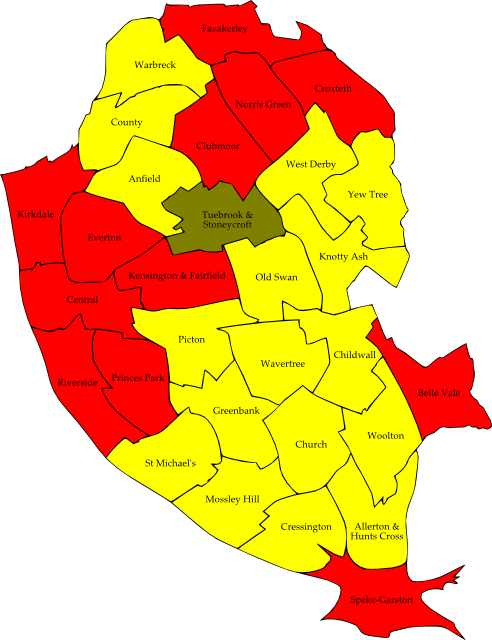 Fazakerley
Warbreck
Croxteth
Norris Green
County
Clubmoor
West Derby
Anfield
Yew Tree
Kirkdale
Tuebrook &
Stoneycroft
Everton
Knotty Ash
Kensington & Fairfield
Old Swan
Central
Picton
Childwall
Wavertree
Riverside
Princes Park
Belle Vale
Greenbank
Woolton
Church
St Michael's
Mossley Hill
Cressington
Allerton &
Hunts Cross
Speke-Garston